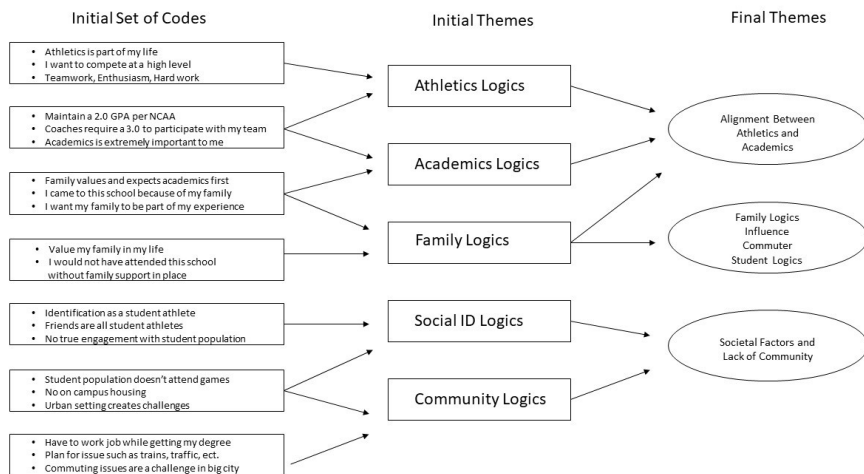 Initial Set of Codes
Initial Themes
Final Themes
• Athletics is part of my life
• I want to compete at a high level
• Teamwork, Enthusiasm, Hard work
• Maintain a 2.0 GPA per NCAA
• Coaches require a 3.0 to participate with my team
• Academics is extremely important to me
• Family values and expects academics first
• I came to this school because of my family
• I want my family to be part of my experience
• Value my family in my life
• I would not have attended this school
without family support in place
• Identification as a student athlete
• Friends are all student athletes
• No true engagement with student population
• Student population doesn't attend games
• No on campus housing
• Urban setting creates challenges
• Have to work job while getting my degree
• Plan for issue such as trains, traffic, ect.
• Commuting issues are a challenge in big city
Athletics Logics
Academics Logics
Family Logics
Social ID Logics
Community Logics
Alignment Between
Athletics and
Academics
Family Logics
Influence
Commuter
Student Logics
Societal Factors and
Lack of Community